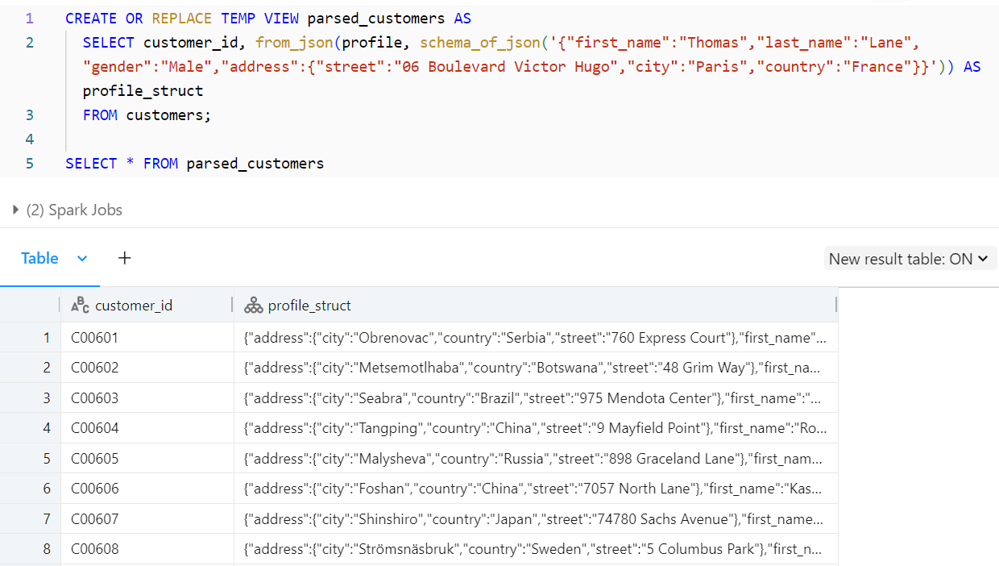 1 CREATE OR REPLACE TEMP VIEW parsed_customers AS
2 SELECT customer_id, from_json(profile, schema_of_json('{"first_name":"Thomas","last_name":"Lane",
"gender":"Male","address":{"street":"06 Boulevard Victor Hugo","city":"Paris","country":"France"}}')) AS
profile_struct
3 FROM customers;
4
5 SELECT * FROM parsed_customers
(2) Spark Jobs
Table + New result table: ON
ABC customer_id profile_struct
1 C00601 {"address":{"city":"Obrenovac","country":"Serbia","street":"760 Express Court"},"first_name"...
2 C00602 {"address":{"city":"Metsemotlhaba","country":"Botswana","street":"48 Grim Way"},"first_na...
3 C00603 {"address":{"city":"Seabra","country":"Brazil","street":"975 Mendota Center"},"first_name":"...
4 C00604 {"address":{"city":"Tangping","country":"China","street":"9 Mayfield Point"},"first_name":"Ro...
5 C00605 {"address":{"city":"Malysheva","country":"Russia","street":"898 Graceland Lane"},"first_nam...
6 C00606 {"address":{"city":"Foshan","country":"China","street":"7057 North Lane"},"first_name":"Kas...
7 C00607 {"address":{"city":"Shinshiro","country":"Japan","street":"74780 Sachs Avenue"},"first_name...
8 C00608 {"address":{"city":"Strömsnäsbruk","country":"Sweden","street":"5 Columbus Park"},"first_n...